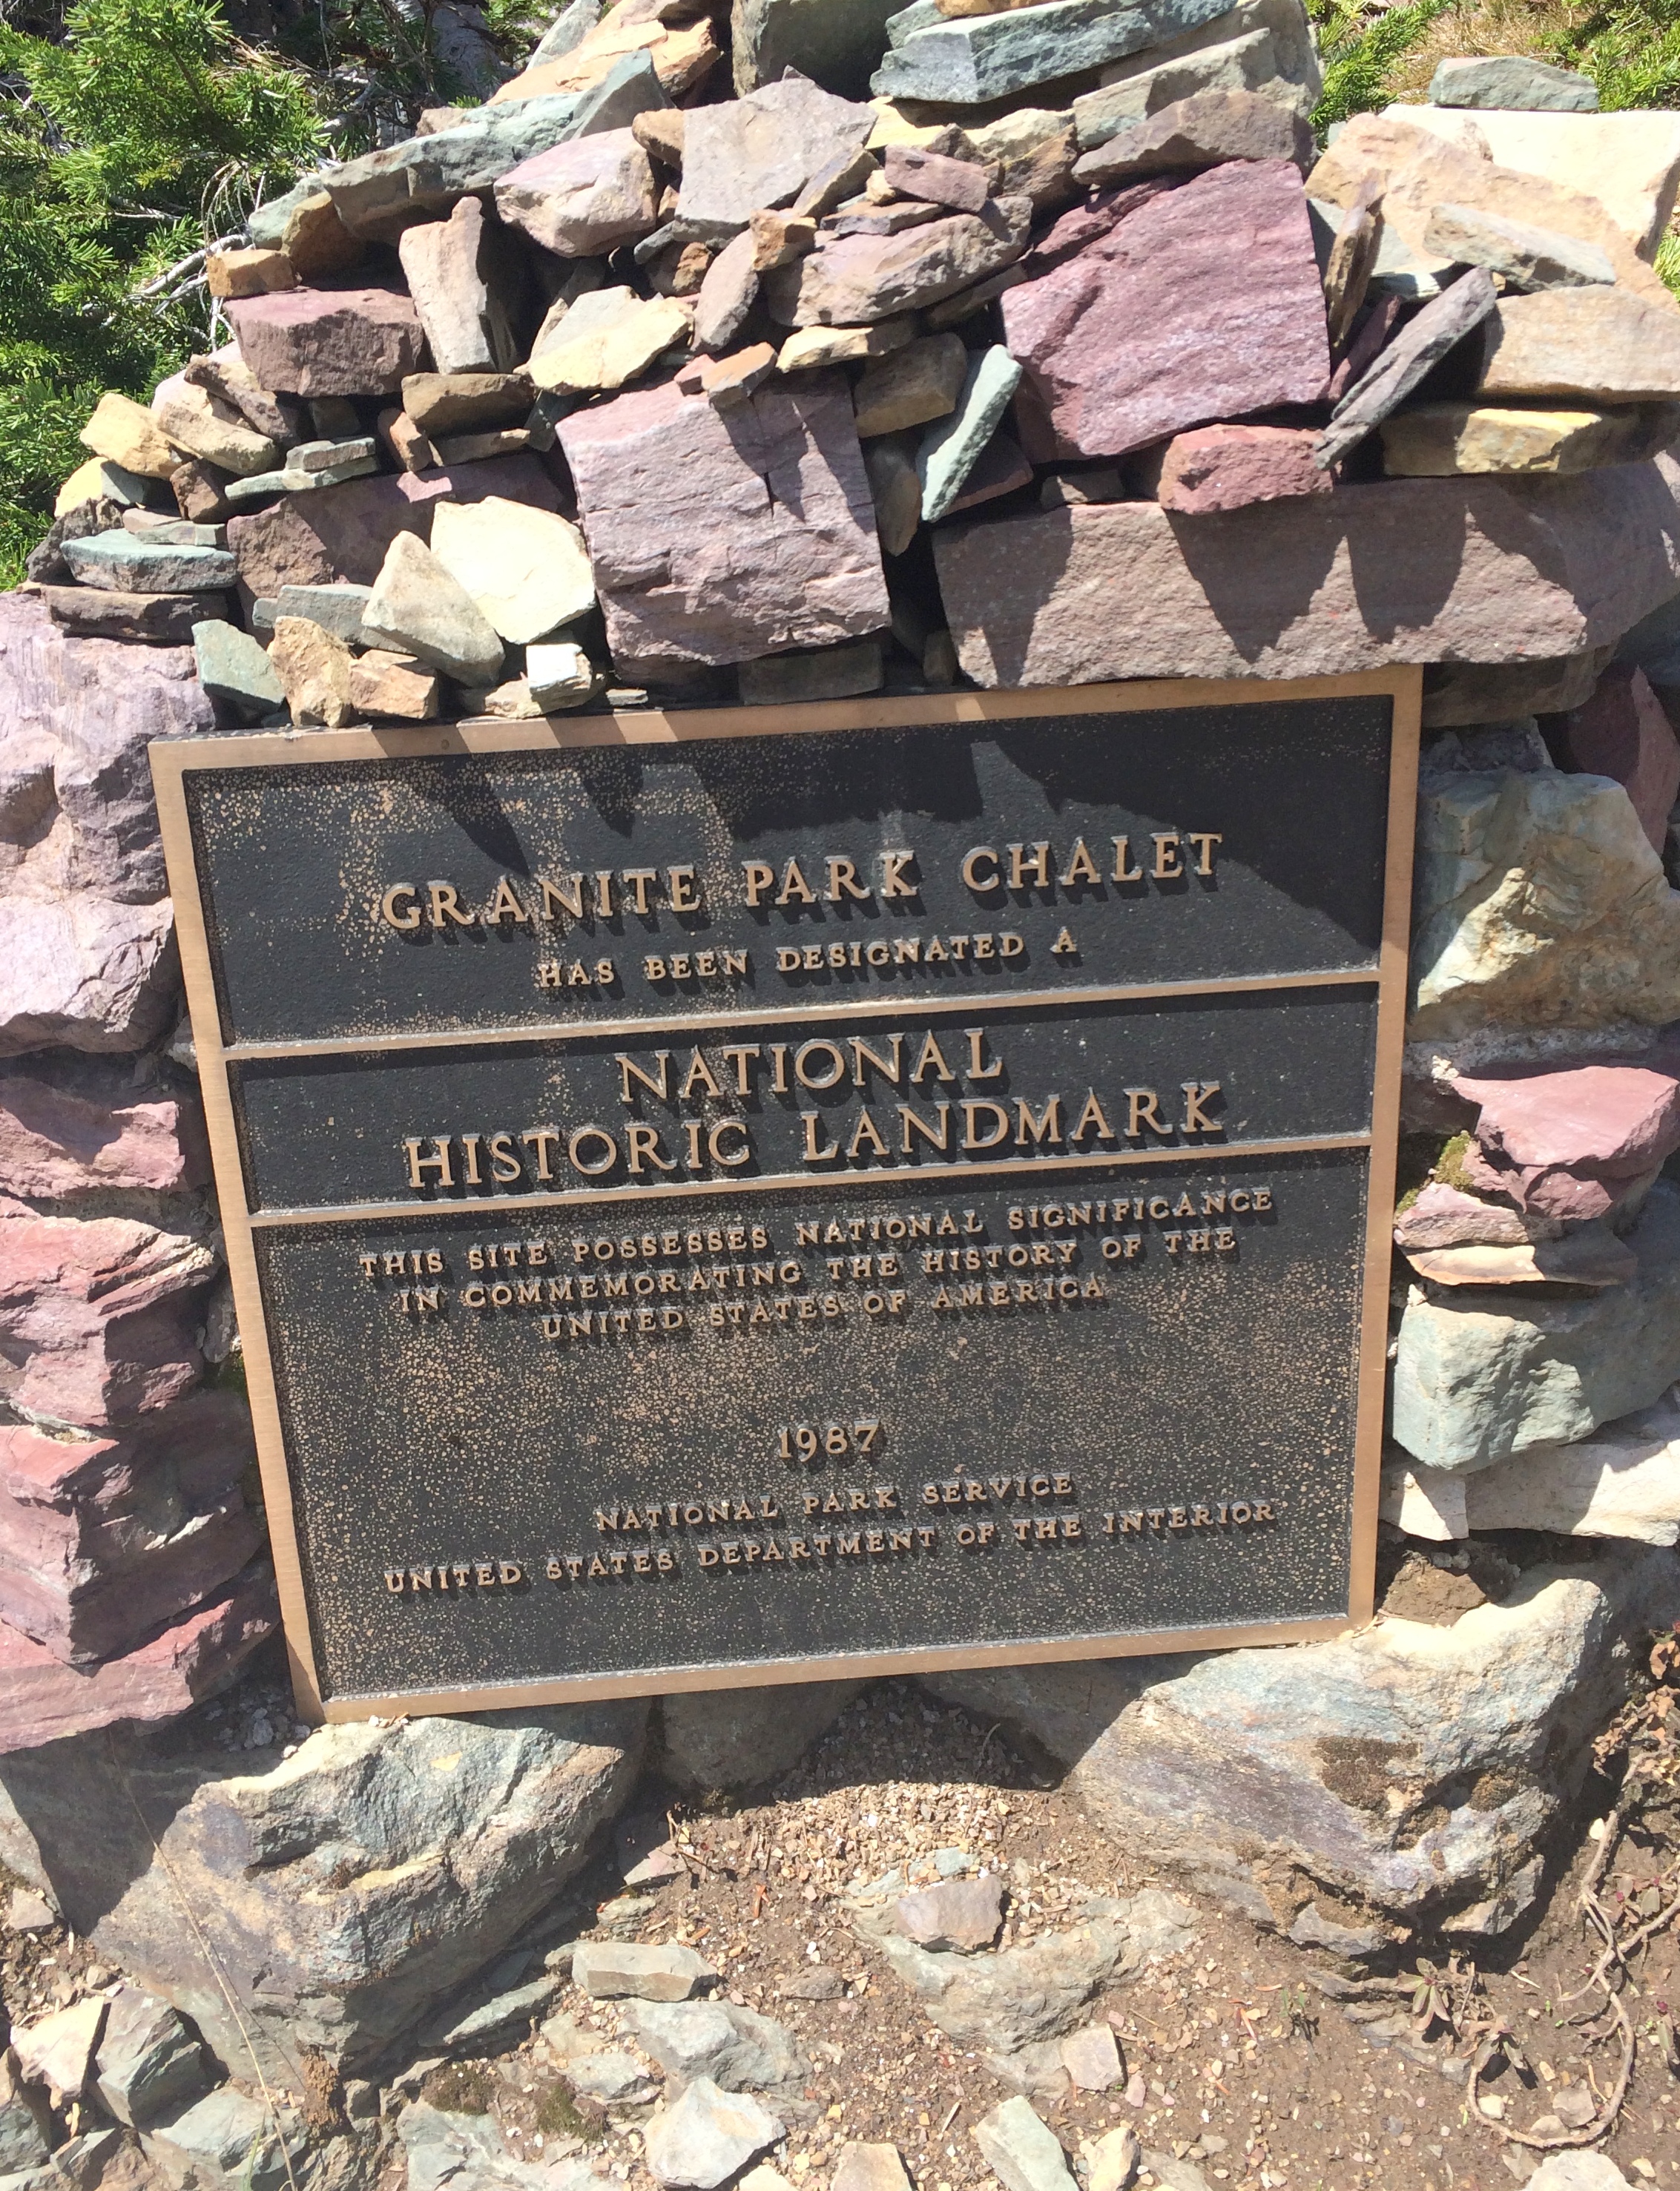 GRANITE PARK CHALET
HAS BEEN DESIGNATED A
NATIONAL
HISTORIC LANDMARK
THIS SITE POSSESSES NATIONAL SIGNIFICANCE
IN COMMEMORATING THE HISTORY OF THE
UNITED STATES OF AMERICA
1987
NATIONAL PARK SERVICE
UNITED STATES DEPARTMENT OF THE INTERIOR